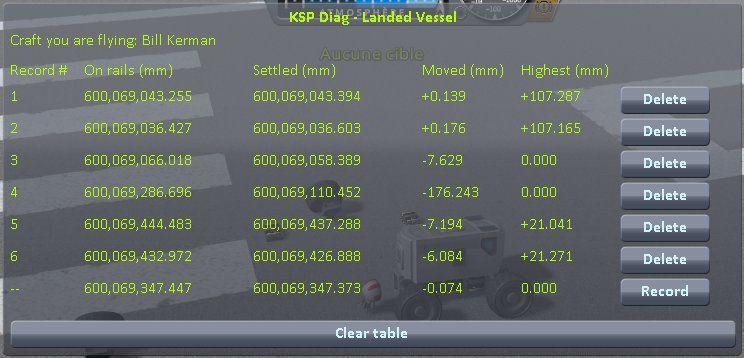 ATMOSPHÈRE
KSP Diag - Landed Vessel
Craft you are flying: Bill Kerman
Aucune cible
Record # On rails (mm) Settled (mm) Moved (mm) Highest (mm)
1 600,069,043.255 600,069,043.394 +0.139 +107.287 Delete
2 600,069,036.427 600,069,036.603 +0.176 +107.165 Delete
3 600,069,066.018 600,069,058.389 -7.629 0.000 Delete
4 600,069,286.696 600,069,110.452 -176.243 0.000 Delete
5 600,069,444.483 600,069,437.288 -7.194 +21.041 Delete
6 600,069,432.972 600,069,426.888 -6.084 +21.271 Delete
-- 600,069,347.447 600,069,347.373 -0.074 0.000 Record
Clear table